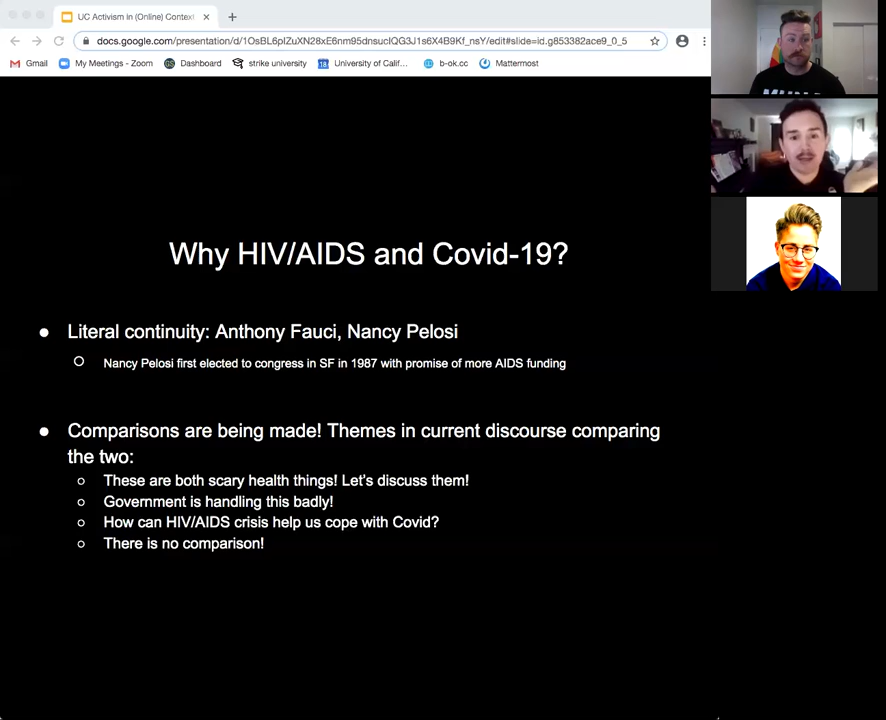 UC Activism In (Online) Context
docs.google.com/presentation/d/1OsBL6pIZuXN28xE6nm95dnsucIQG3J1s6X4B9Kf_nsY/edit#slide=id.g853382ace9_0_5
Gmail My Meetings - Zoom Dashboard strike university University of Calif... b-ok.cc Mattermost
Why HIV/AIDS and Covid-19?
● Literal continuity: Anthony Fauci, Nancy Pelosi
○ Nancy Pelosi first elected to congress in SF in 1987 with promise of more AIDS funding
● Comparisons are being made! Themes in current discourse comparing
the two:
○ These are both scary health things! Let's discuss them!
○ Government is handling this badly!
○ How can HIV/AIDS crisis help us cope with Covid?
○ There is no comparison!